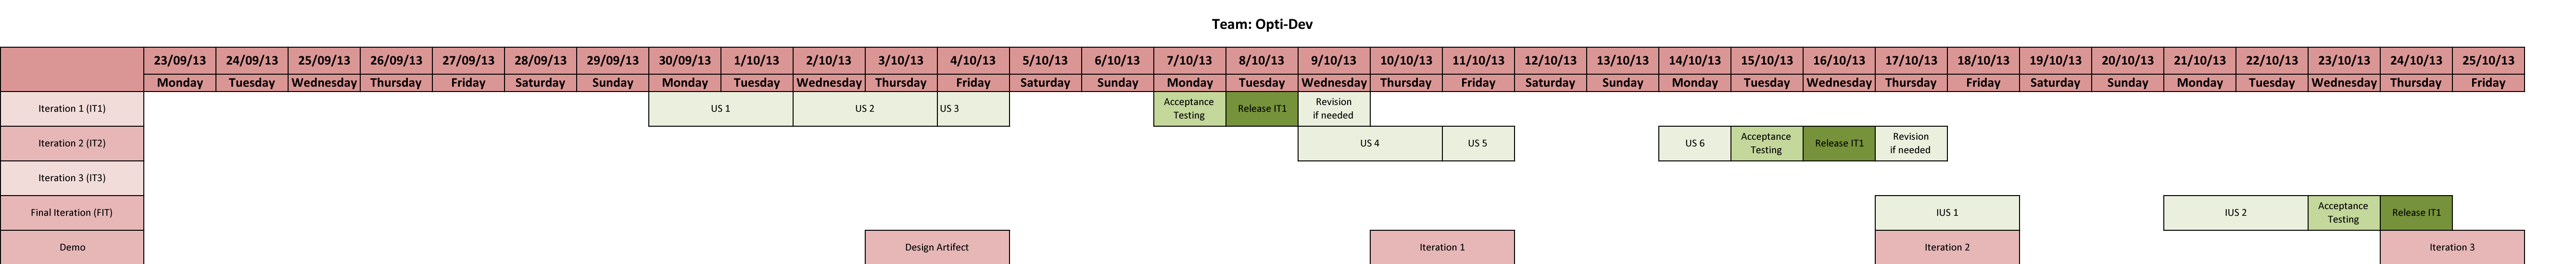 Team: Opti-Dev
23/09/13 24/09/13 25/09/13 26/09/13 27/09/13 28/09/13 29/09/13 30/09/13 1/10/13 2/10/13 3/10/13 4/10/13 5/10/13 6/10/13 7/10/13 8/10/13 9/10/13 10/10/13 11/10/13 12/10/13 13/10/13 14/10/13 15/10/13 16/10/13 17/10/13 18/10/13 19/10/13 20/10/13 21/10/13 22/10/13 23/10/13 24/10/13 25/10/13
Monday Tuesday Wednesday Thursday Friday Saturday Sunday Monday Tuesday Wednesday Thursday Friday Saturday Sunday Monday Tuesday Wednesday Thursday Friday Saturday Sunday Monday Tuesday Wednesday Thursday Friday Saturday Sunday Monday Tuesday Wednesday Thursday Friday
Iteration 1 (IT1) US 1 US 2 US 3 Acceptance Testing Release IT1 Revision if needed
Iteration 2 (IT2) US 4 US 5 US 6 Acceptance Testing Release IT1 Revision if needed
Iteration 3 (IT3)
Final Iteration (FIT) IUS 1 IUS 2 Acceptance Testing Release IT1
Demo Design Artifect Iteration 1 Iteration 2 Iteration 3